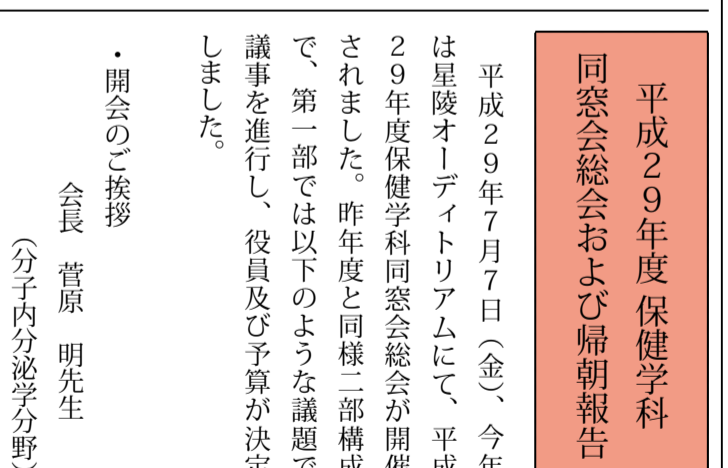 平成29年度 保健学科
同窓会総会および帰朝報告
平成29年7月7日（金）、今年
は星陵オーディトリアムにて、平成
29年度保健学科同窓会総会が開催
されました。昨年度と同様二部構成
で、第一部では以下のような議題で
議事を進行し、役員及び予算が決定
しました。
・開会のご挨拶
会長 菅原 明先生
（分子内分泌学分野）